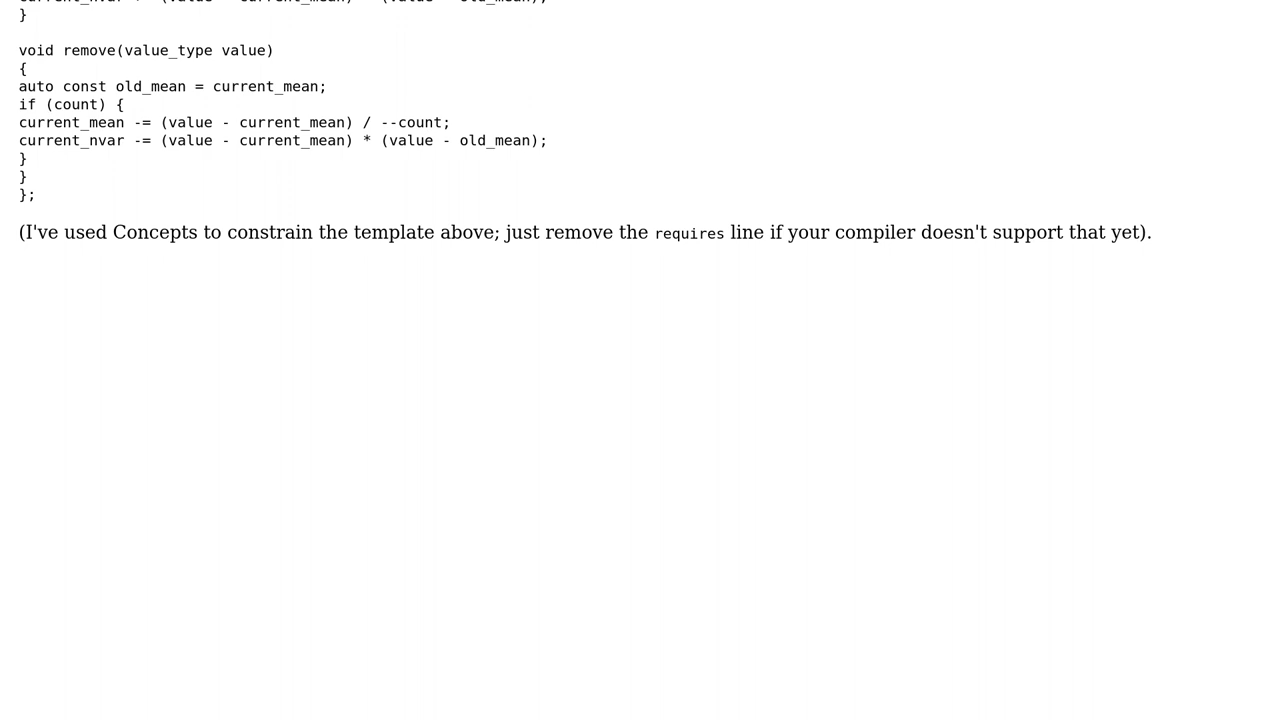 }
void remove(value_type value)
{
auto const old_mean = current_mean;
if (count) {
current_mean -= (value - current_mean) / --count;
current_nvar -= (value - current_mean) * (value - old_mean);
}
}
};
(I've used Concepts to constrain the template above; just remove the requires line if your compiler doesn't support that yet).